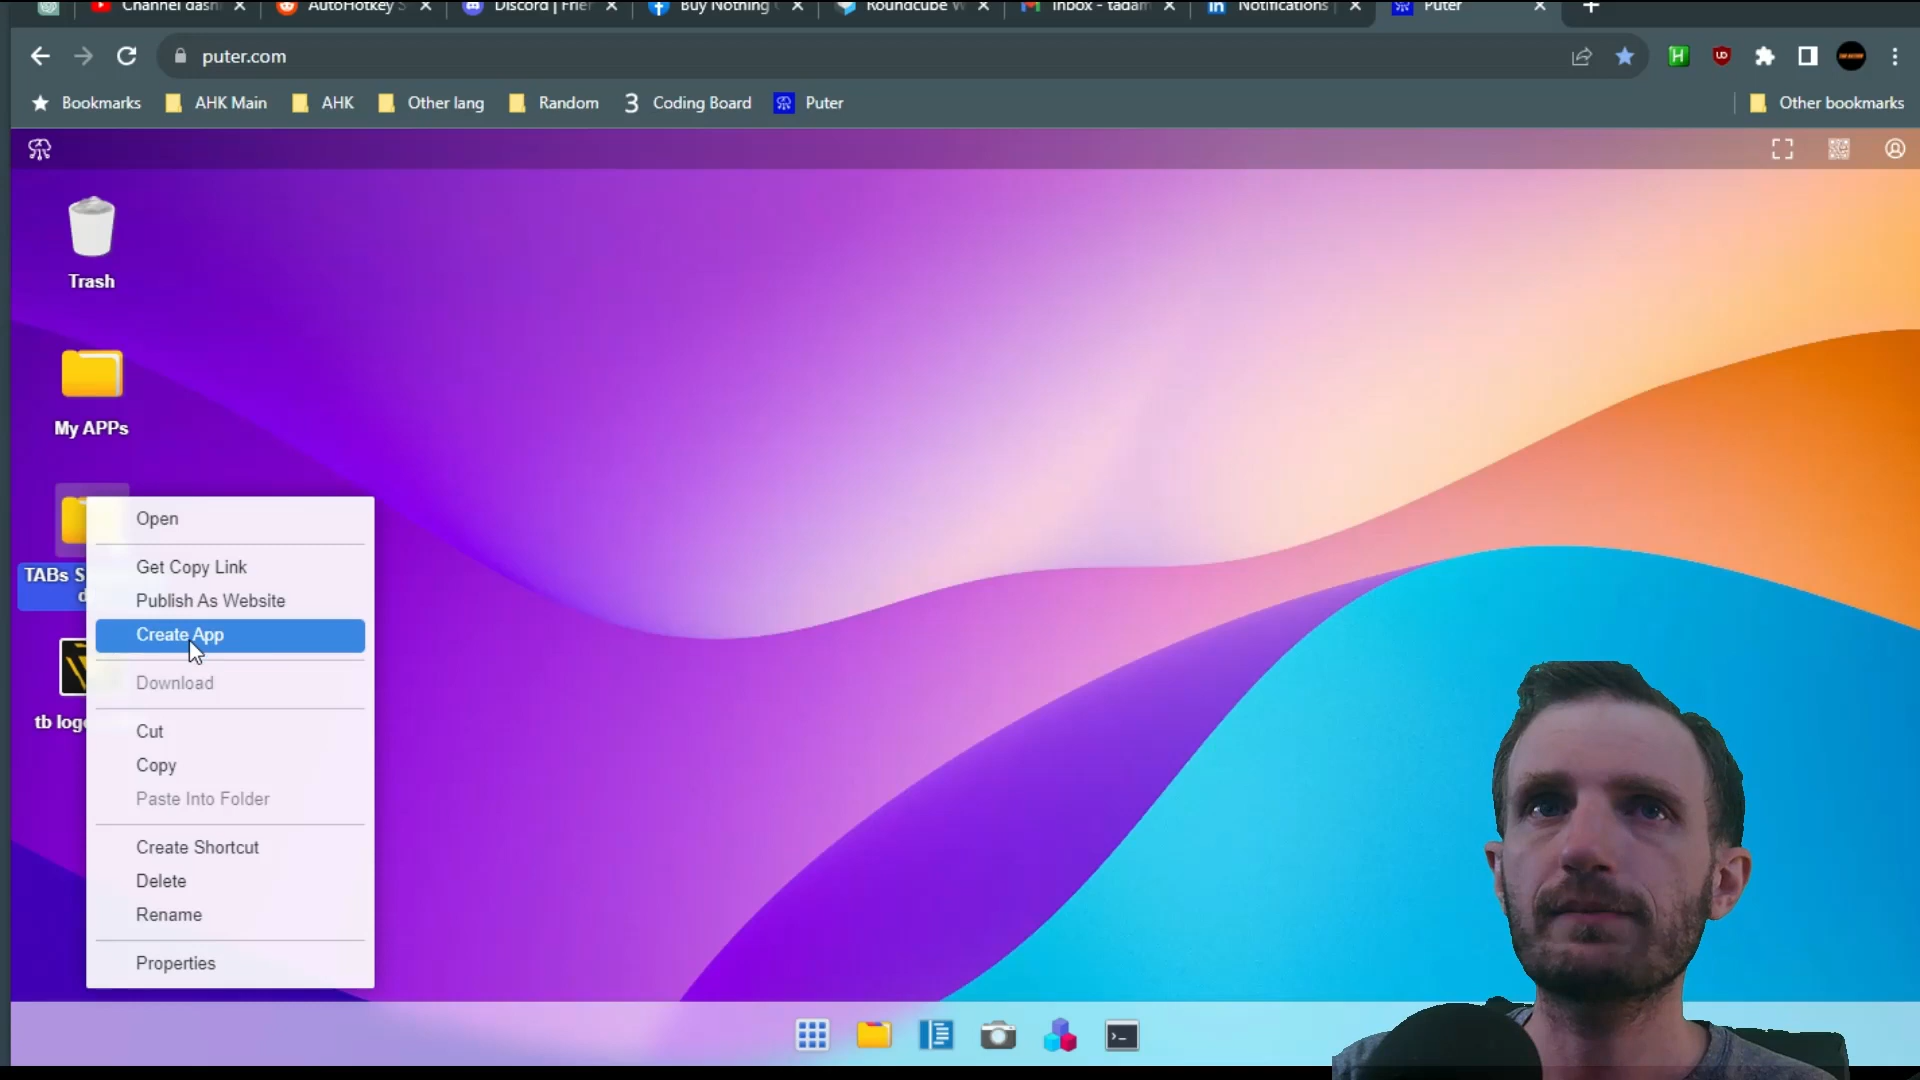 Channel dash
AutoHotkey S
Discord | Frier
Buy Nothing
Roundcube W
Inbox - tadam
Notifications |
Puter
puter.com
Bookmarks
AHK Main
AHK
Other lang
Random
3 Coding Board
Puter
Other bookmarks
Trash
My APPs
TABs S
tb log
Open
Get Copy Link
Publish As Website
Create App
Download
Cut
Copy
Paste Into Folder
Create Shortcut
Delete
Rename
Properties